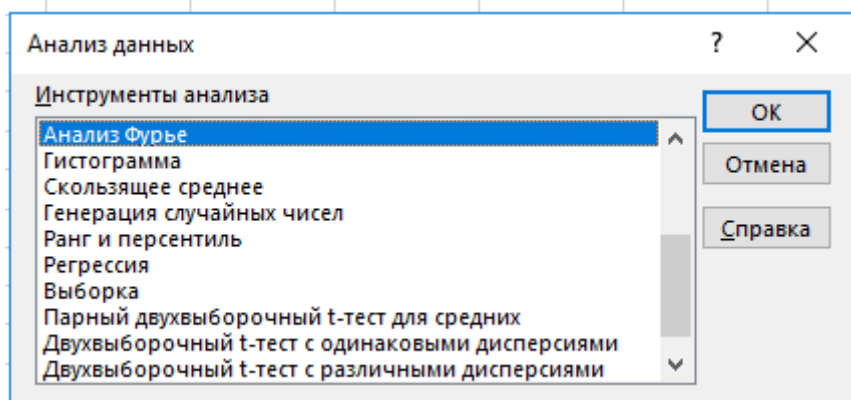 Анализ данных
?
Инструменты анализа
Анализ Фурье
Гистограмма
Скользящее среднее
Генерация случайных чисел
Ранг и персентиль
Регрессия
Выборка
Парный двухвыборочный t-тест для средних
Двухвыборочный t-тест с одинаковыми дисперсиями
Двухвыборочный t-тест с различными дисперсиями
ОК
Отмена
Справка